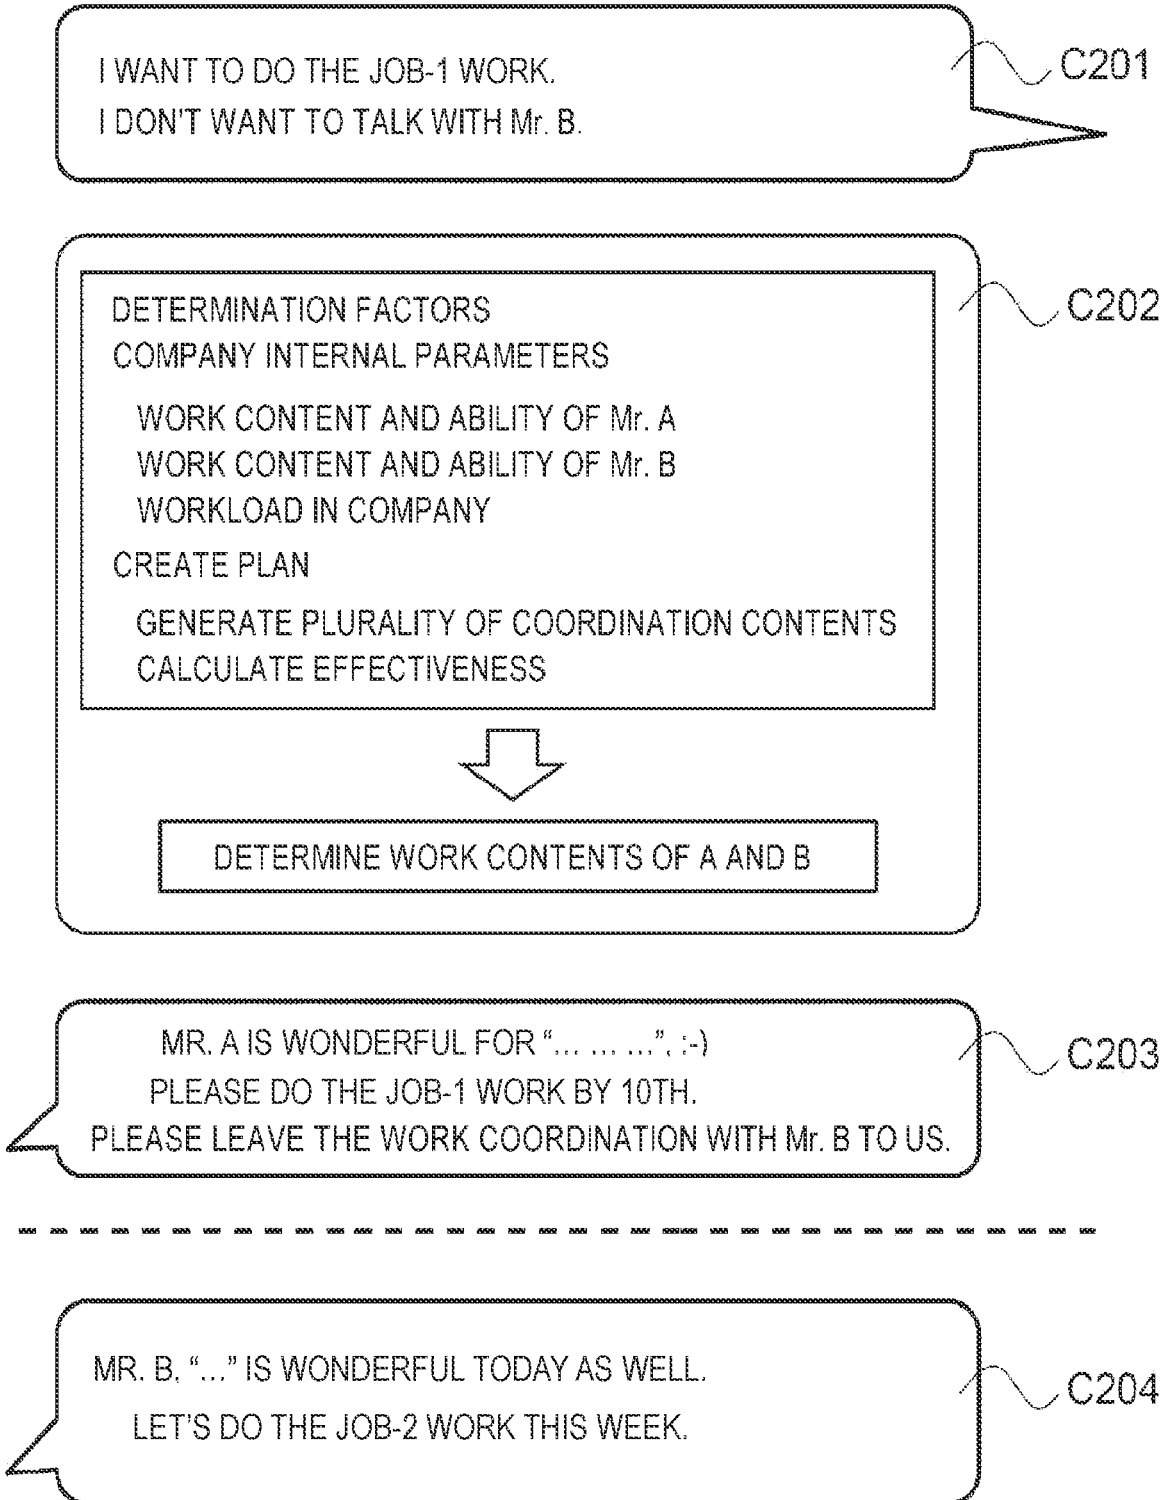 I WANT TO DO THE JOB-1 WORK.
C201
I DON'T WANT TO TALK WITH Mr. B.
DETERMINATION FACTORS
C202
COMPANY INTERNAL PARAMETERS
WORK CONTENT AND ABILITY OF Mr. A
WORK CONTENT AND ABILITY OF Mr. B
WORKLOAD IN COMPANY
CREATE PLAN
GENERATE PLURALITY OF COORDINATION CONTENTS
CALCULATE EFFECTIVENESS
DETERMINE WORK CONTENTS OF A AND B
MR. A IS WONDERFUL FOR “... ... ...”, :-)
C203
PLEASE DO THE JOB-1 WORK BY 10TH.
PLEASE LEAVE THE WORK COORDINATION WITH Mr. B TO US.
MR. B, “...” IS WONDERFUL TODAY AS WELL.
C204
LET'S DO THE JOB-2 WORK THIS WEEK.